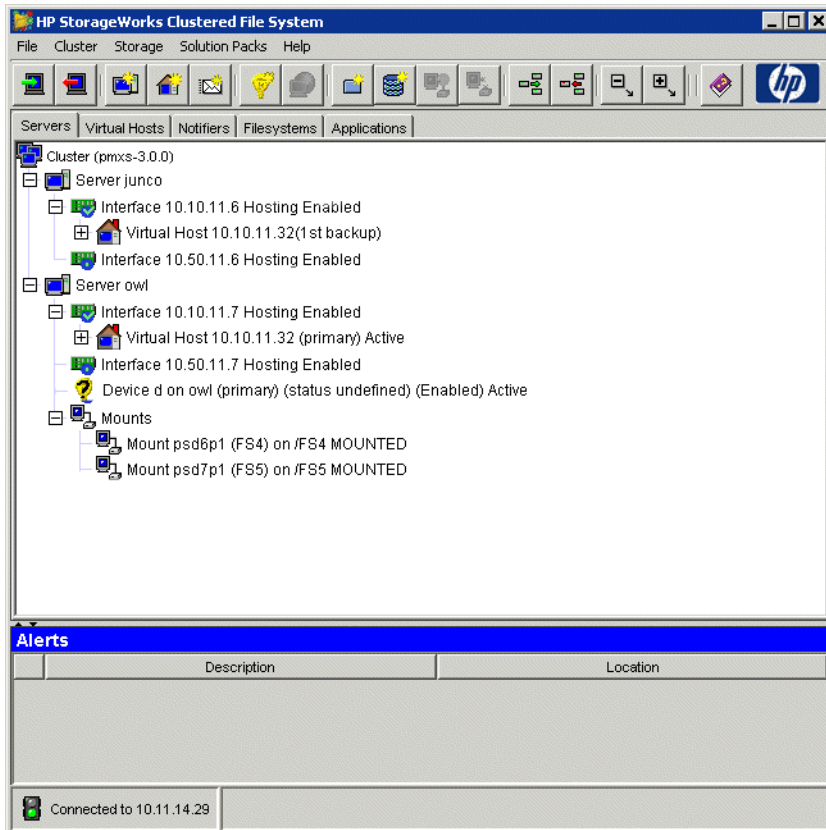 HP StorageWorks Clustered File System
File Cluster Storage Solution Packs Help
hp
Servers Virtual Hosts Notifiers Filesystems Applications
Cluster (pmxs-3.0.0)
Server junco
Interface 10.10.11.6 Hosting Enabled
Virtual Host 10.10.11.32(1st backup)
Interface 10.50.11.6 Hosting Enabled
Server owl
Interface 10.10.11.7 Hosting Enabled
Virtual Host 10.10.11.32 (primary) Active
Interface 10.50.11.7 Hosting Enabled
Device d on owl (primary) (status undefined) (Enabled) Active
Mounts
Mount psd6p1 (FS4) on /FS4 MOUNTED
Mount psd7p1 (FS5) on /FS5 MOUNTED
Alerts
Description Location
Connected to 10.11.14.29